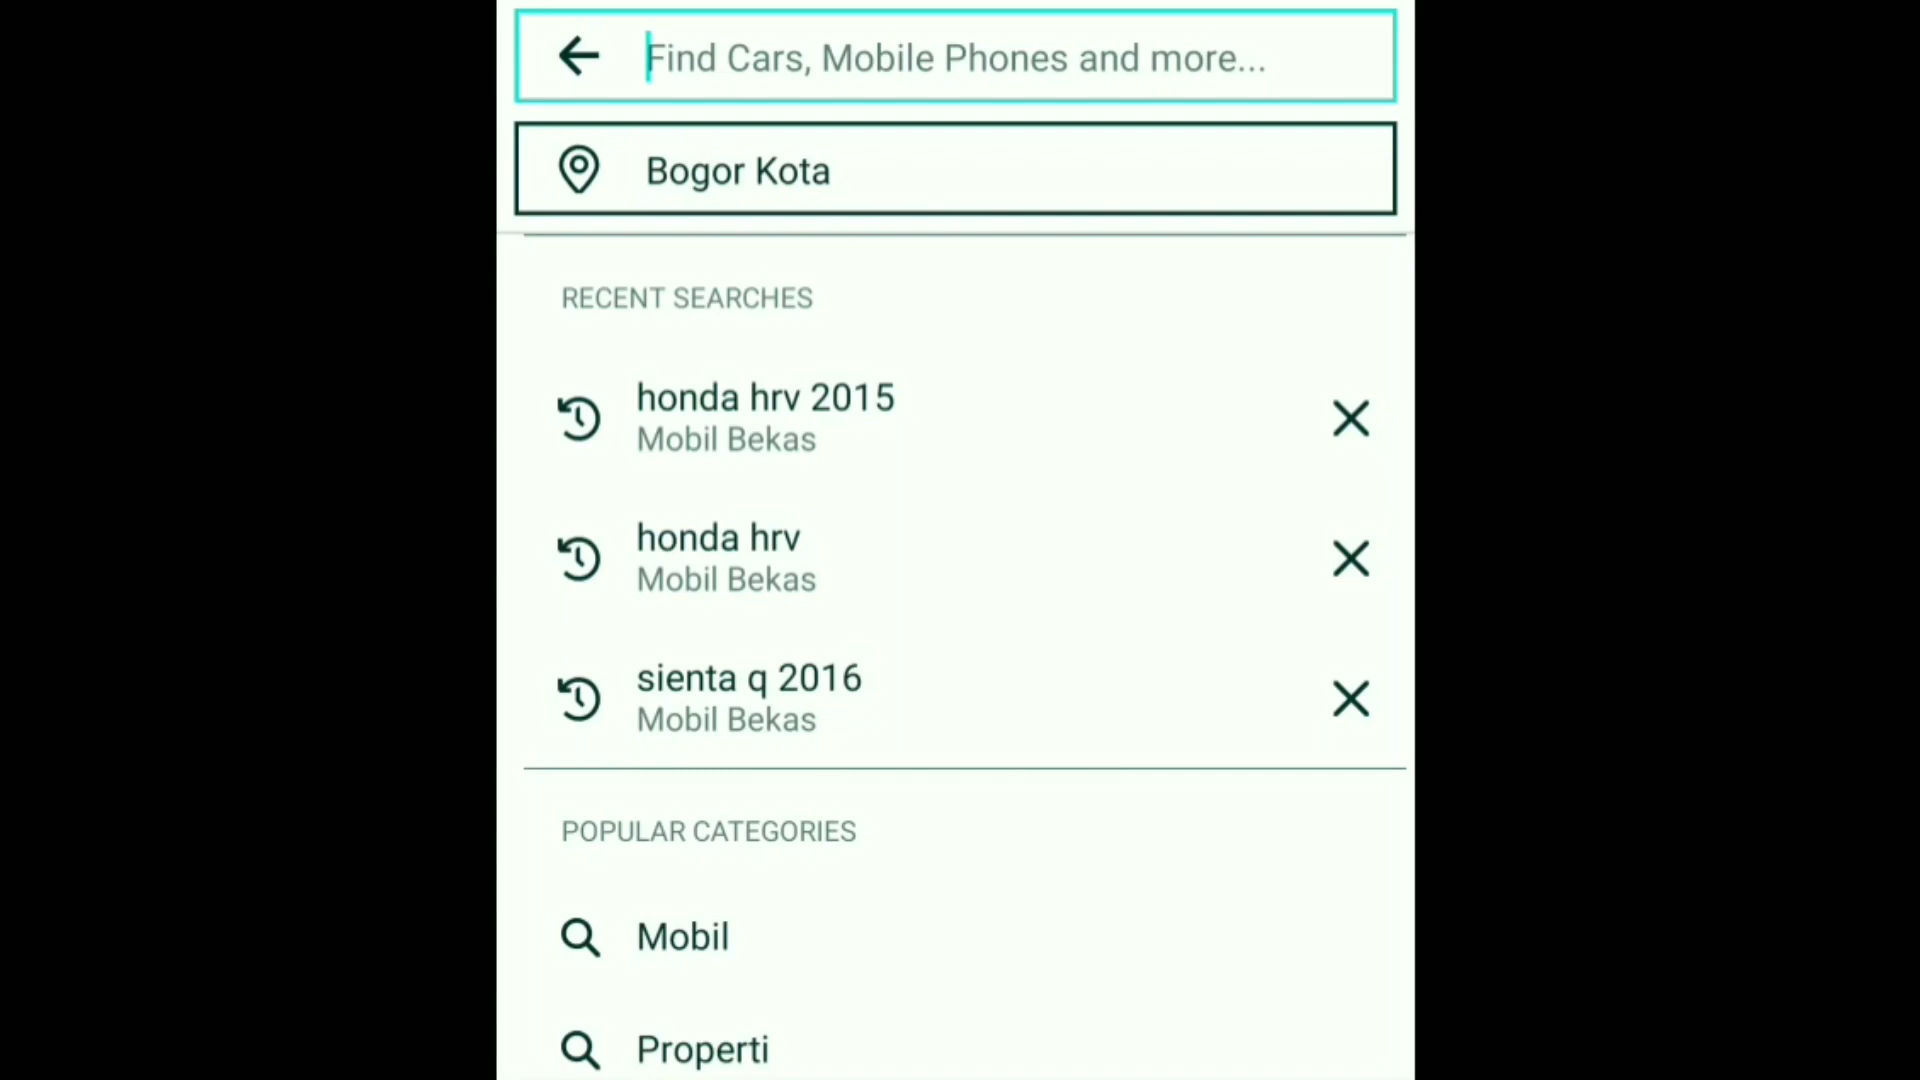 Find Cars, Mobile Phones and more...
Bogor Kota
RECENT SEARCHES
honda hrv 2015
Mobil Bekas
honda hrv
Mobil Bekas
sienta q 2016
Mobil Bekas
POPULAR CATEGORIES
Mobil
Properti